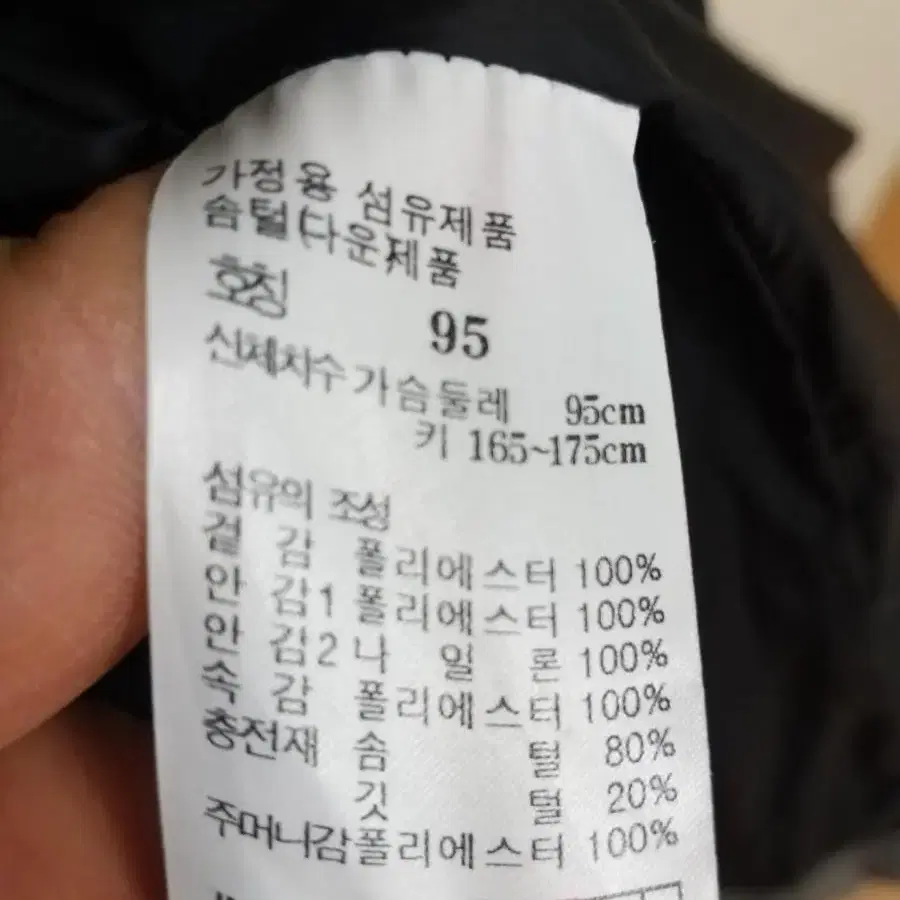 가정용 섬유제품
솜털(다운제품
호칭 95
신체치수 가슴둘레 95cm
키 165~175cm
섬유의 조성
겉 감 폴리에스터 100%
안 감1 폴리에스터 100%
안 감2 나 일 론 100%
속 감 폴리에스터 100%
충전재 솜 털 80%
깃 털 20%
주머니감폴리에스터 100%